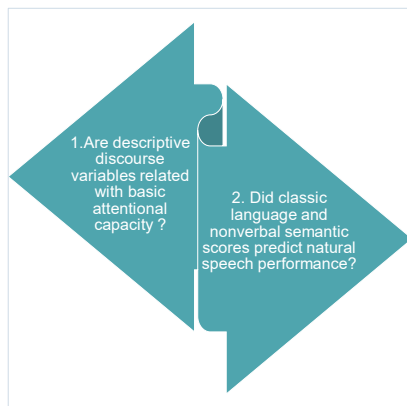 1.Are descriptive
discourse
variables related
with basic
attentional
capacity ?
2. Did classic
language and
nonverbal semantic
scores predict natural
speech performance?